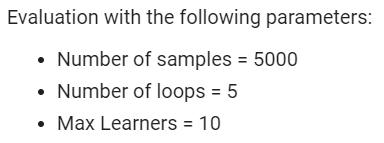 Evaluation with the following parameters:
• Number of samples = 5000
• Number of loops = 5
• Max Learners = 10